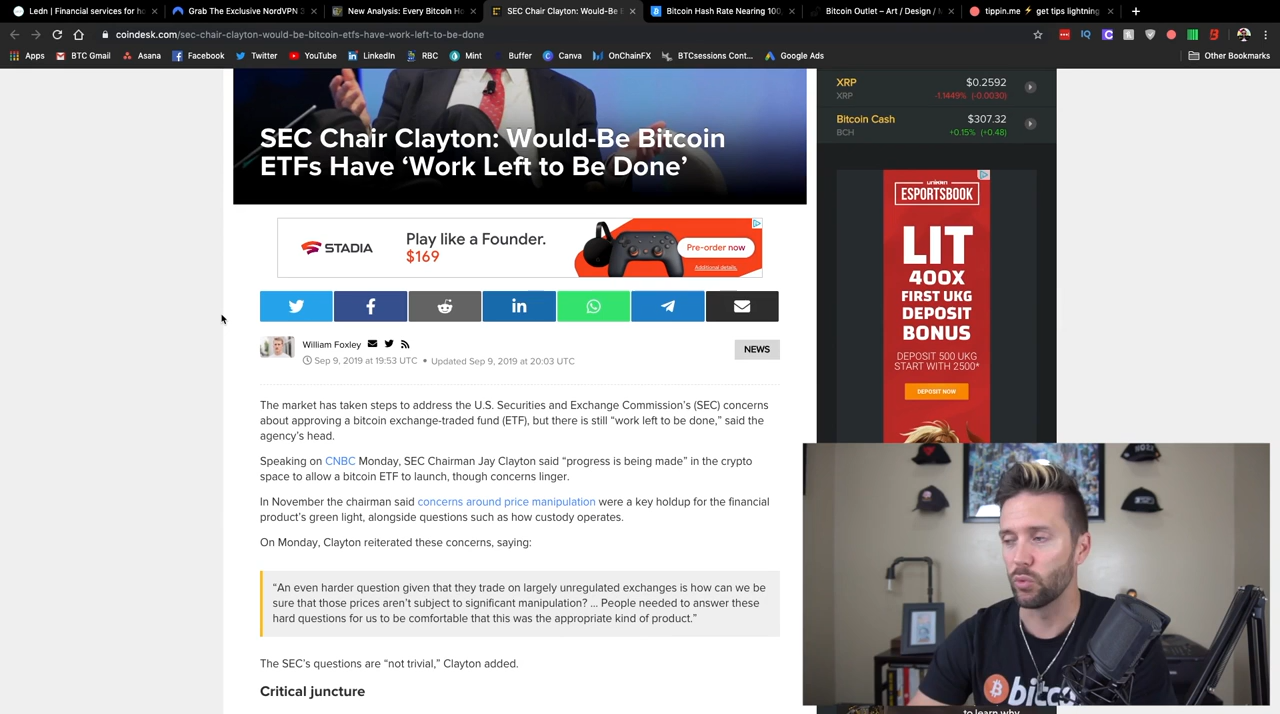 Ledn | Financial services for ho
Grab The Exclusive NordVPN 3
New Analysis: Every Bitcoin Ho
SEC Chair Clayton: Would-Be E
Bitcoin Hash Rate Nearing 100,
Bitcoin Outlet – Art / Design / M
tippin.me ⚡ get tips lightning
coindesk.com/sec-chair-clayton-would-be-bitcoin-etfs-have-work-left-to-be-done
Apps
BTC Gmail
Asana
Facebook
Twitter
YouTube
LinkedIn
RBC
Mint
Buffer
Canva
OnChainFX
BTCsessions Cont...
Google Ads
Other Bookmarks
SEC Chair Clayton: Would-Be Bitcoin
ETFs Have ‘Work Left to Be Done’
STADIA
Play like a Founder.
$169
Pre-order now
Additional details.
William Foxley
Sep 9, 2019 at 19:53 UTC • Updated Sep 9, 2019 at 20:03 UTC
NEWS
The market has taken steps to address the U.S. Securities and Exchange Commission’s (SEC) concerns
about approving a bitcoin exchange-traded fund (ETF), but there is still “work left to be done,” said the
agency’s head.
Speaking on CNBC Monday, SEC Chairman Jay Clayton said “progress is being made” in the crypto
space to allow a bitcoin ETF to launch, though concerns linger.
In November the chairman said concerns around price manipulation were a key holdup for the financial
product’s green light, alongside questions such as how custody operates.
On Monday, Clayton reiterated these concerns, saying:
“An even harder question given that they trade on largely unregulated exchanges is how can we be
sure that those prices aren’t subject to significant manipulation? ... People needed to answer these
hard questions for us to be comfortable that this was the appropriate kind of product.”
The SEC’s questions are “not trivial,” Clayton added.
Critical juncture
XRP
$0.2592
XRP
-1.1449% (-0.0030)
Bitcoin Cash
$307.32
BCH
+0.15% (+0.48)
unikrn
ESPORTSBOOK
LIT
400X
FIRST UKG
DEPOSIT
BONUS
DEPOSIT 500 UKG
START WITH 2500*
DEPOSIT NOW
bitco
to learn why